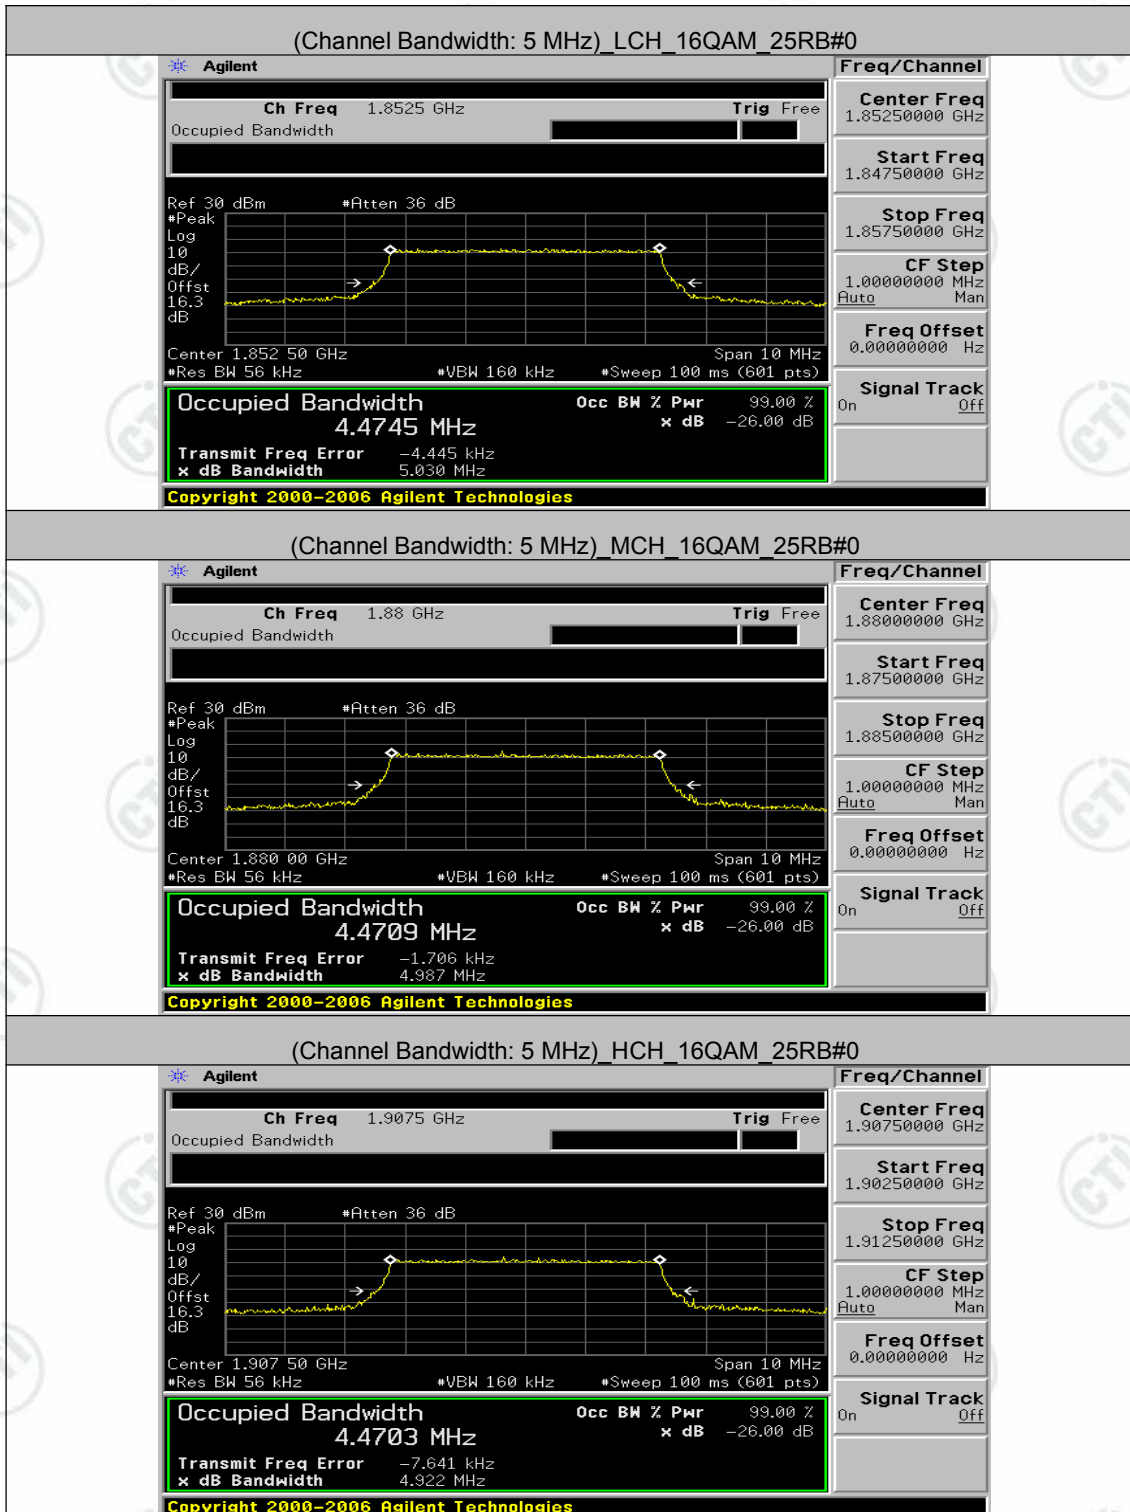 (Channel Bandwidth: 5 MHz)_LCH_16QAM_25RB#0
Agilent
Freq/Channel
Ch Freq 1.8525 GHz Trig Free
Occupied Bandwidth
Center Freq
1.85250000 GHz
Start Freq
1.84750000 GHz
Stop Freq
1.85750000 GHz
CF Step
1.00000000 MHz
Auto Man
Freq Offset
0.00000000 Hz
Signal Track
On Off
Ref 30 dBm #Atten 36 dB
#Peak
Log
10
dB/
Offst
16.3
dB
Center 1.852 50 GHz Span 10 MHz
#Res BW 56 kHz #VBW 160 kHz #Sweep 100 ms (601 pts)
Occupied Bandwidth Occ BW % Pwr 99.00 %
4.4745 MHz x dB -26.00 dB
Transmit Freq Error -4.445 kHz
x dB Bandwidth 5.030 MHz
Copyright 2000-2006 Agilent Technologies
(Channel Bandwidth: 5 MHz)_MCH_16QAM_25RB#0
Agilent
Freq/Channel
Ch Freq 1.88 GHz Trig Free
Occupied Bandwidth
Center Freq
1.88000000 GHz
Start Freq
1.87500000 GHz
Stop Freq
1.88500000 GHz
CF Step
1.00000000 MHz
Auto Man
Freq Offset
0.00000000 Hz
Signal Track
On Off
Ref 30 dBm #Atten 36 dB
#Peak
Log
10
dB/
Offst
16.3
dB
Center 1.880 00 GHz Span 10 MHz
#Res BW 56 kHz #VBW 160 kHz #Sweep 100 ms (601 pts)
Occupied Bandwidth Occ BW % Pwr 99.00 %
4.4709 MHz x dB -26.00 dB
Transmit Freq Error -1.706 kHz
x dB Bandwidth 4.987 MHz
Copyright 2000-2006 Agilent Technologies
(Channel Bandwidth: 5 MHz)_HCH_16QAM_25RB#0
Agilent
Freq/Channel
Ch Freq 1.9075 GHz Trig Free
Occupied Bandwidth
Center Freq
1.90750000 GHz
Start Freq
1.90250000 GHz
Stop Freq
1.91250000 GHz
CF Step
1.00000000 MHz
Auto Man
Freq Offset
0.00000000 Hz
Signal Track
On Off
Ref 30 dBm #Atten 36 dB
#Peak
Log
10
dB/
Offst
16.3
dB
Center 1.907 50 GHz Span 10 MHz
#Res BW 56 kHz #VBW 160 kHz #Sweep 100 ms (601 pts)
Occupied Bandwidth Occ BW % Pwr 99.00 %
4.4703 MHz x dB -26.00 dB
Transmit Freq Error -7.641 kHz
x dB Bandwidth 4.922 MHz
Copyright 2000-2006 Agilent Technologies
CTI